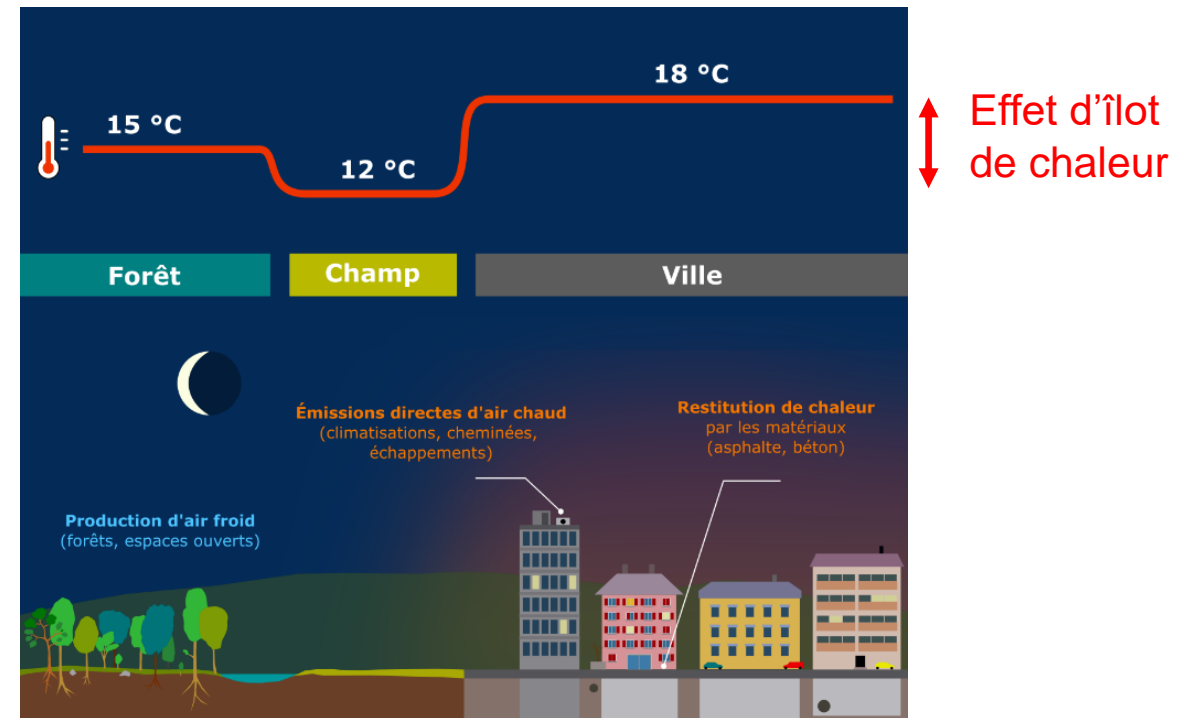 18 °C
15 °C
12 °C
Effet d’îlot
de chaleur
Forêt
Champ
Ville
Émissions directes d'air chaud
(climatisations, cheminées,
échappements)
Restitution de chaleur
par les matériaux
(asphalte, béton)
Production d'air froid
(forêts, espaces ouverts)